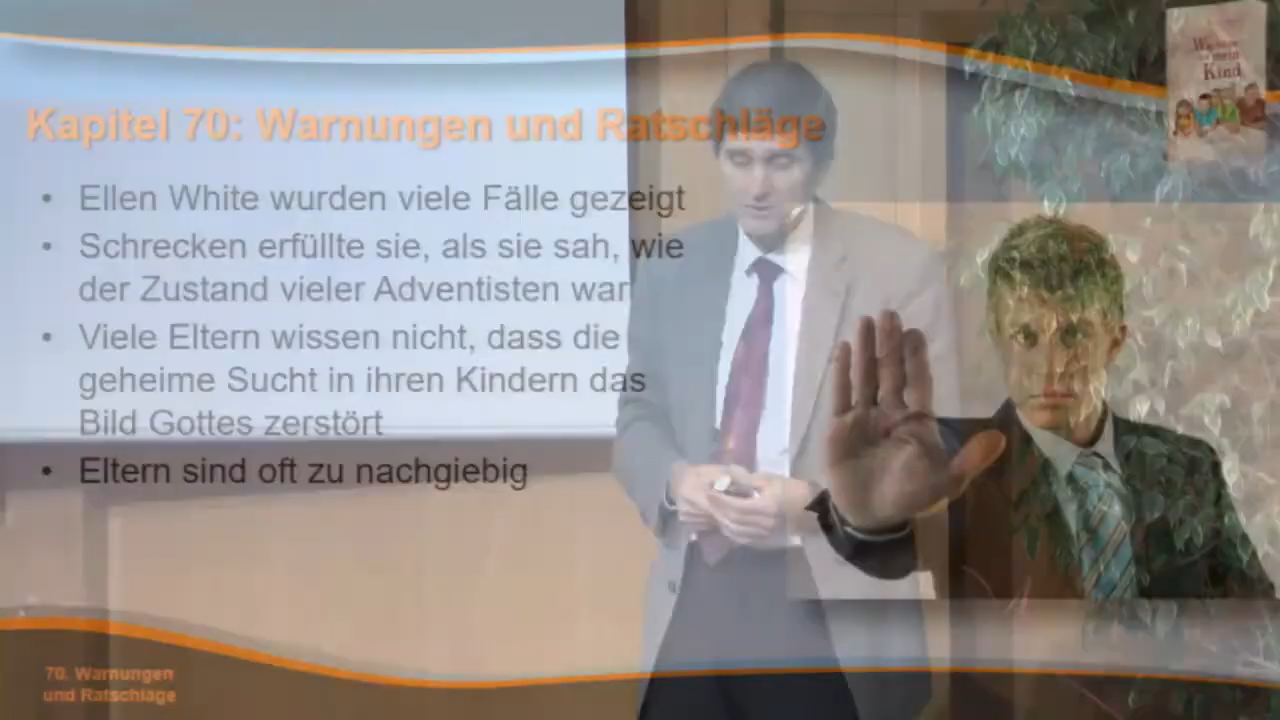 Kapitel 70: Warnungen und Ratschläge
• Ellen White wurden viele Fälle gezeigt
• Schrecken erfüllte sie, als sie sah, wie
der Zustand vieler Adventisten war
• Viele Eltern wissen nicht, dass die
geheime Sucht in ihren Kindern das
Bild Gottes zerstört
• Eltern sind oft zu nachgiebig
mein
Kind
70. Warnungen
und Ratschläge